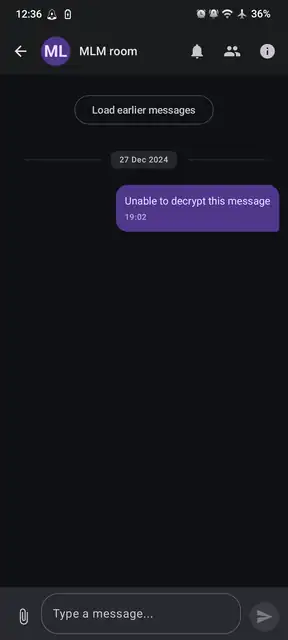 12:36
36%
ML
MLM room
Load earlier messages
27 Dec 2024
Unable to decrypt this message
19:02
Type a message...